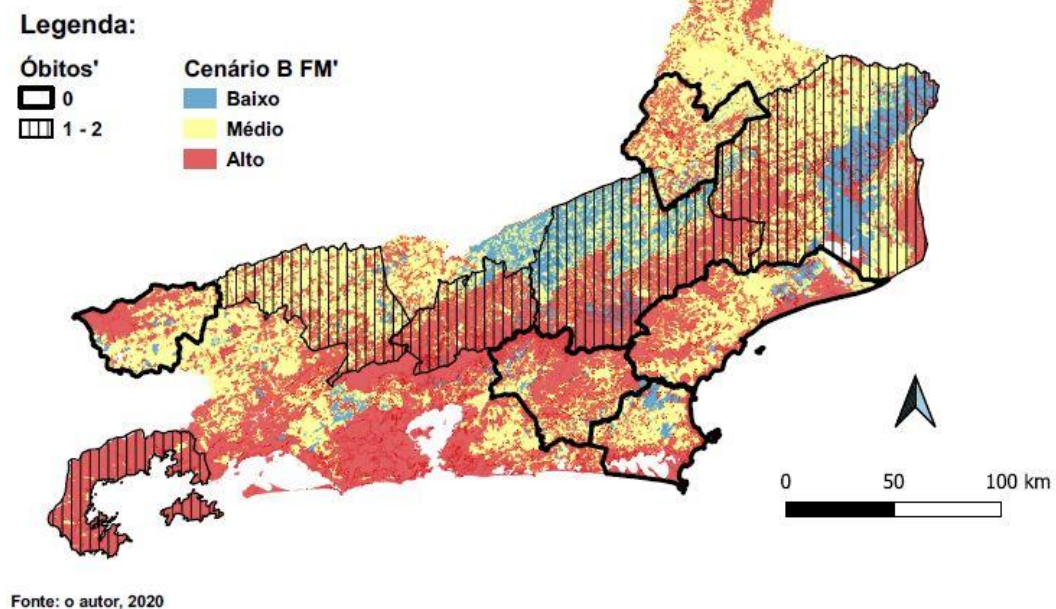 Legenda:
Óbitos'
0
1 - 2
Cenário B FM'
Baixo
Médio
Alto
0 50 100 km
Fonte: o autor, 2020